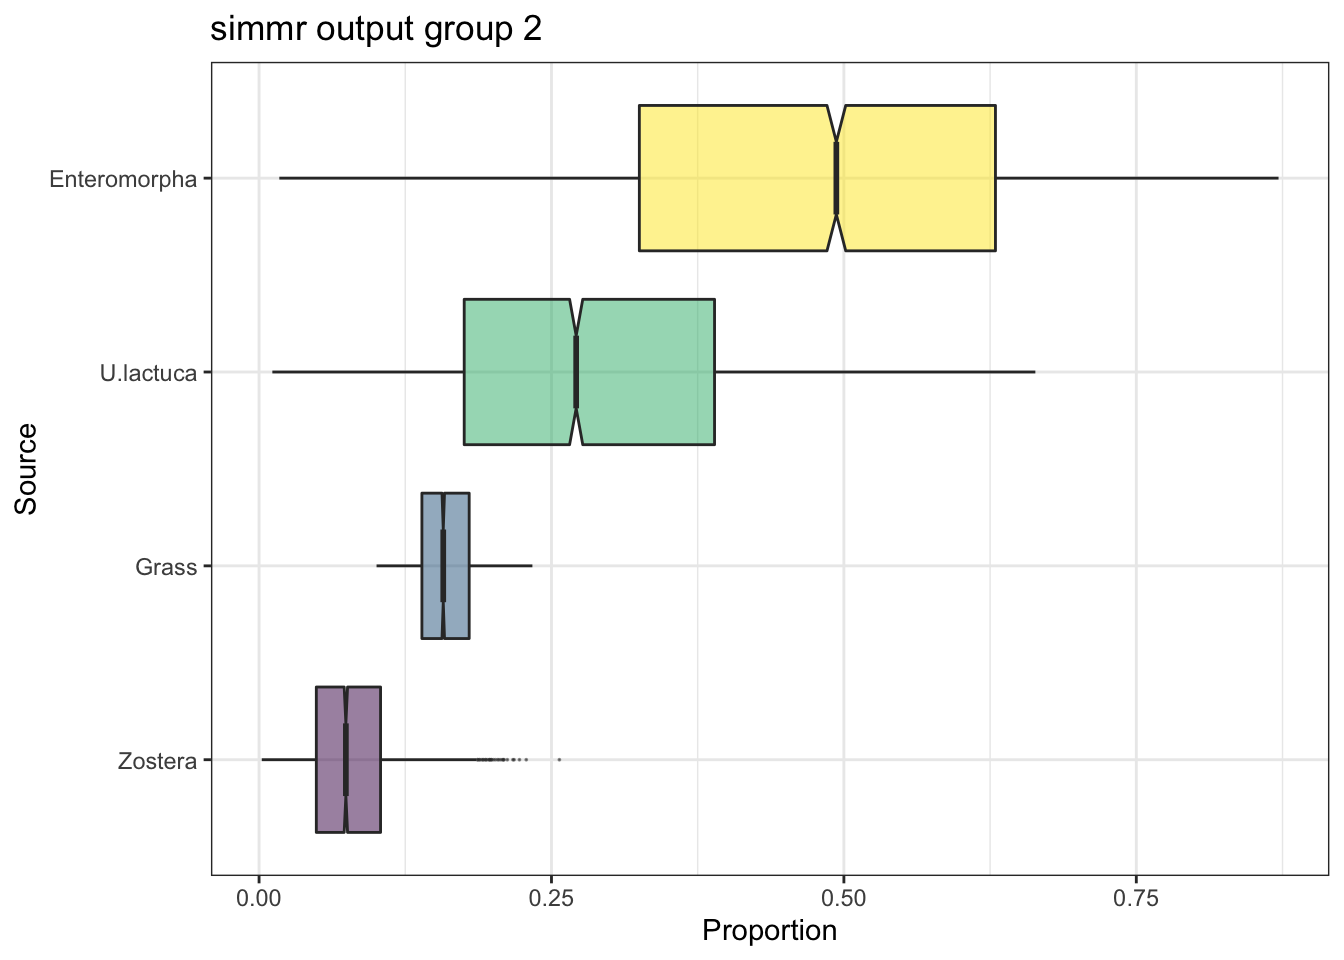 simmr output group 2
Enteromorpha
U.lactuca
Grass
Zostera
Source
0.00 0.25 0.50 0.75
Proportion